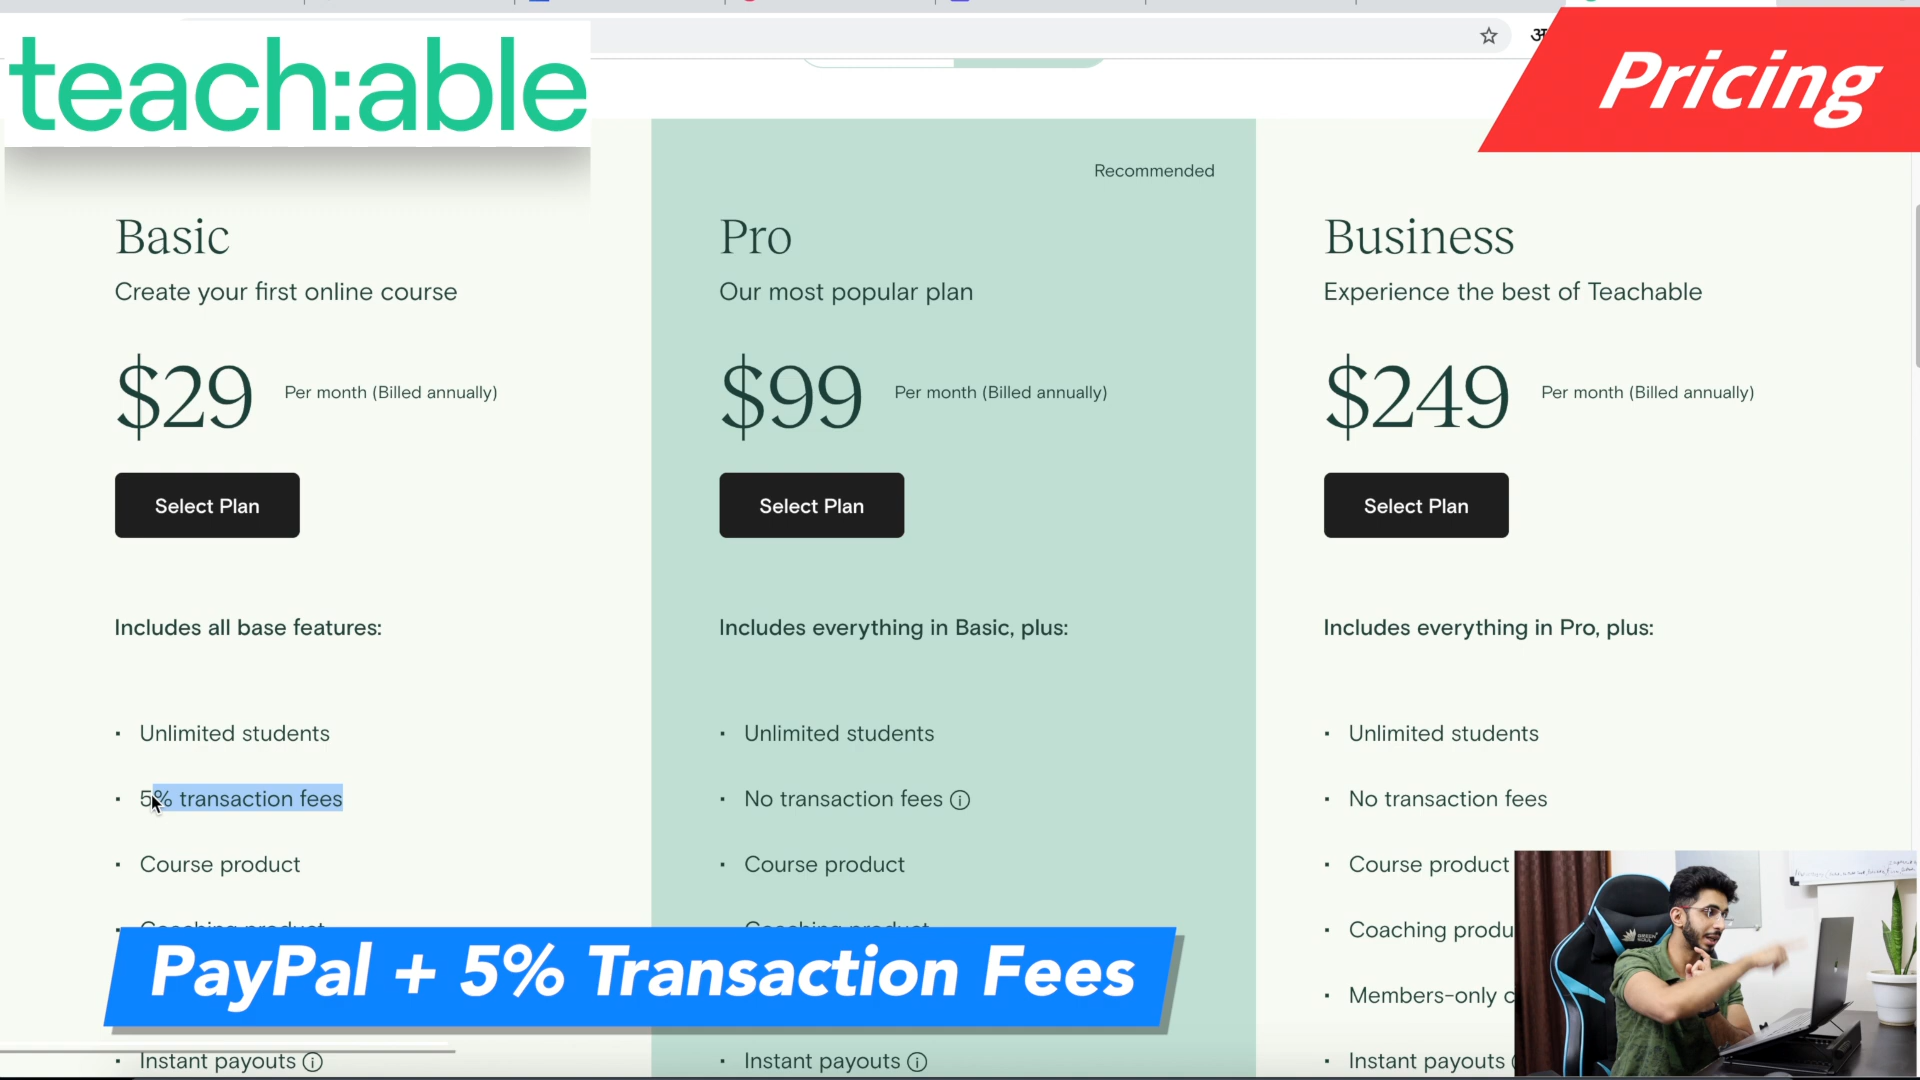 teach:able
Pricing
अ
Recommended
Basic
Create your first online course
$29 Per month (Billed annually)
Select Plan
Includes all base features:
Unlimited students
5% transaction fees
Course product
Coaching product
Instant payouts
Pro
Our most popular plan
$99 Per month (Billed annually)
Select Plan
Includes everything in Basic, plus:
Unlimited students
No transaction fees
Course product
Coaching product
Instant payouts
Business
Experience the best of Teachable
$249 Per month (Billed annually)
Select Plan
Includes everything in Pro, plus:
Unlimited students
No transaction fees
Course product
Coaching produ
Members-only c
Instant payouts
PayPal + 5% Transaction Fees